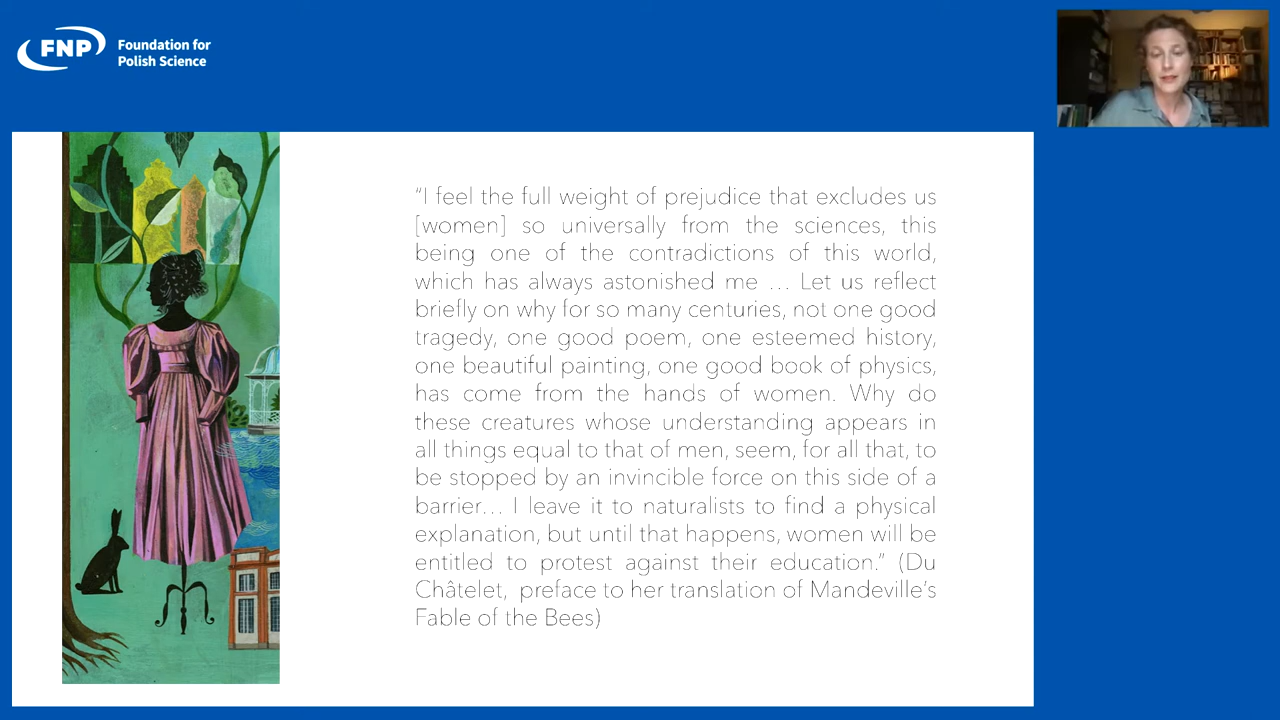 FNP
Foundation for
Polish Science
“I feel the full weight of prejudice that excludes us
[women] so universally from the sciences, this
being one of the contradictions of this world,
which has always astonished me … Let us reflect
briefly on why for so many centuries, not one good
tragedy, one good poem, one esteemed history,
one beautiful painting, one good book of physics,
has come from the hands of women. Why do
these creatures whose understanding appears in
all things equal to that of men, seem, for all that, to
be stopped by an invincible force on this side of a
barrier… I leave it to naturalists to find a physical
explanation, but until that happens, women will be
entitled to protest against their education.” (Du
Châtelet, preface to her translation of Mandeville’s
Fable of the Bees)